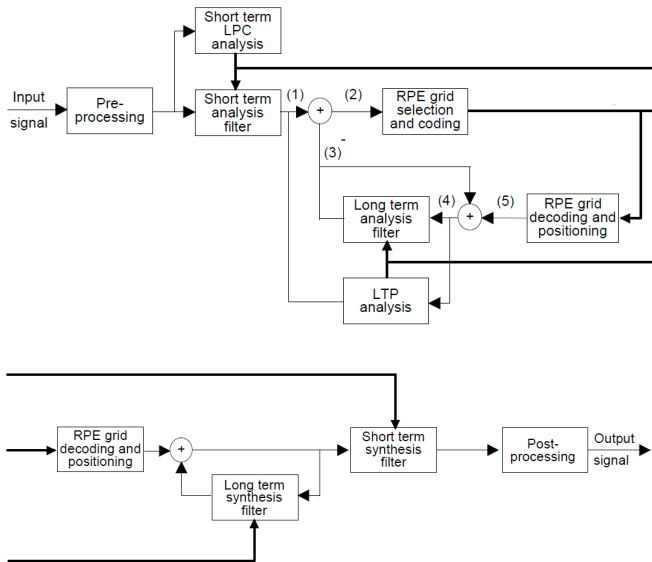 Short term
LPC
analysis
Input
signal
Pre-
processing
Short term
analysis
filter
(1)
+
(2)
RPE grid
selection
and coding
-
(3)
Long term
analysis
filter
(4)
+
(5)
RPE grid
decoding and
positioning
LTP
analysis
RPE grid
decoding and
positioning
+
Short term
synthesis
filter
Post-
processing
Output
signal
Long term
synthesis
filter